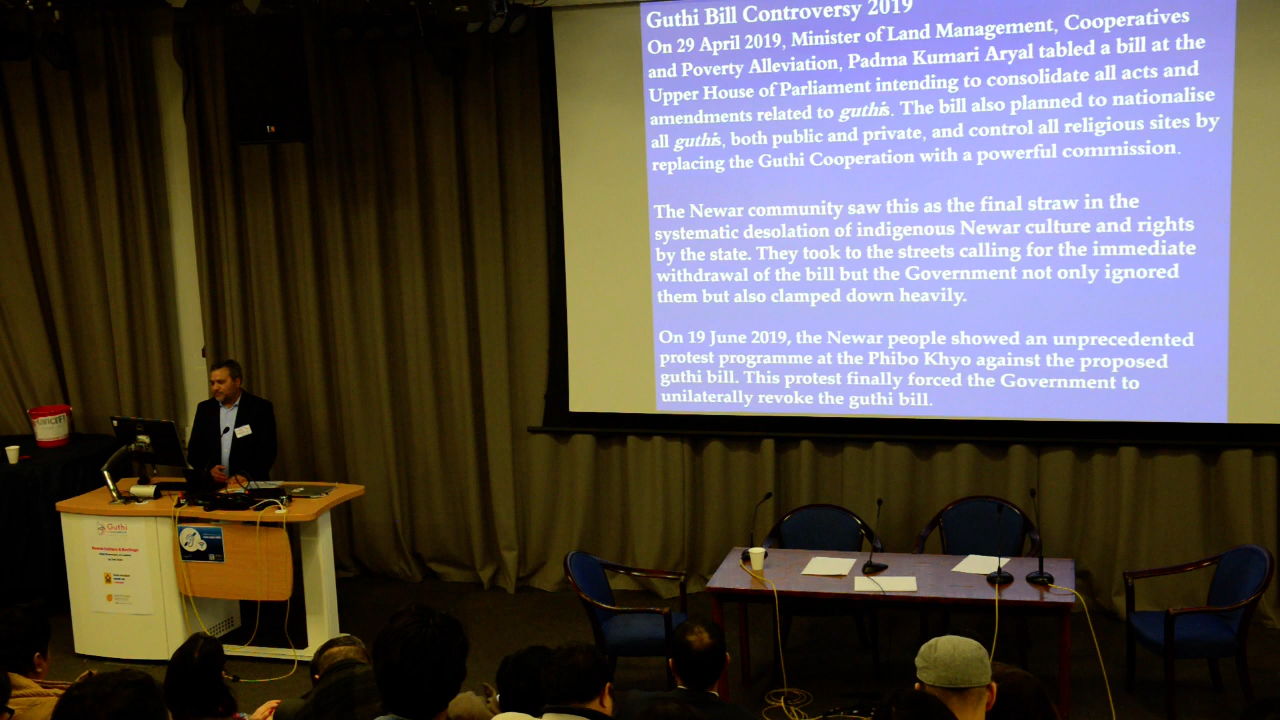 Guthi Bill Controversy 2019
On 29 April 2019, Minister of Land Management, Cooperatives
and Poverty Alleviation, Padma Kumari Aryal tabled a bill at the
Upper House of Parliament intending to consolidate all acts and
amendments related to guthis. The bill also planned to nationalise
all guthis, both public and private, and control all religious sites by
replacing the Guthi Cooperation with a powerful commission.
The Newar community saw this as the final straw in the
systematic desolation of indigenous Newar culture and rights
by the state. They took to the streets calling for the immediate
withdrawal of the bill but the Government not only ignored
them but also clamped down heavily.
On 19 June 2019, the Newar people showed an unprecedented
protest programme at the Phibo Khyo against the proposed
guthi bill. This protest finally forced the Government to
unilaterally revoke the guthi bill.
Guthi